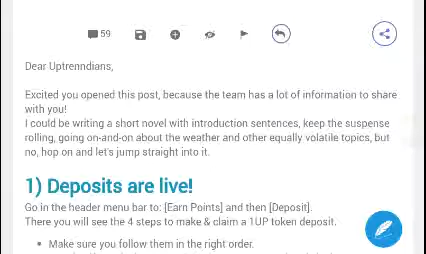 59
Dear Uptrenndians,
Excited you opened this post, because the team has a lot of information to share
with you!
I could be writing a short novel with introduction sentences, keep the suspense
rolling, going on-and-on about the weather and other equally volatile topics, but
no, hop on and let's jump straight into it.
1) Deposits are live!
Go in the header menu bar to: [Earn Points] and then [Deposit].
There you will see the 4 steps to make & claim a 1UP token deposit.
• Make sure you follow them in the right order.